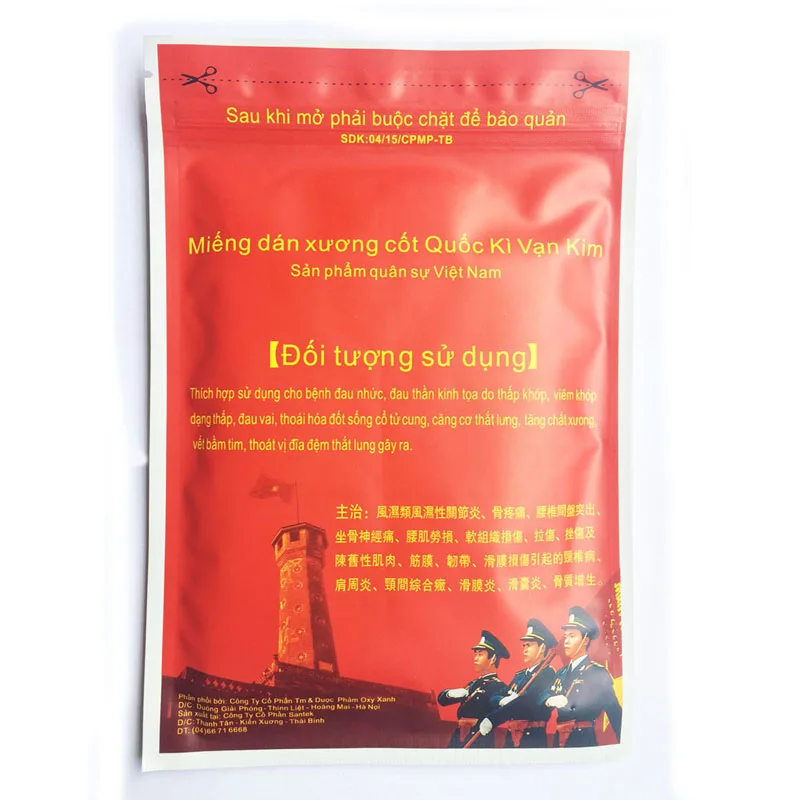 Sau khi mở phải buộc chặt để bảo quản
SDK:04/15/CPMP-TB
Miếng dán xương cốt Quốc Kì Vạn Kim
Sản phẩm quân sự Việt Nam
【Đối tượng sử dụng】
Thích hợp sử dụng cho bệnh đau nhức, đau thần kinh tọa do thấp khớp, viêm khớp
dạng thấp, đau vai, thoái hóa đốt sống cổ tử cung, căng cơ thất lưng, tăng chất xương,
vết bầm tim, thoát vị đĩa đệm thất lung gây ra.
主治：風濕類風濕性關節炎、骨疼痛、腰椎間盤突出、
坐骨神經痛、腰肌勞損、軟組織損傷、拉傷、挫傷及
陳舊性肌肉、筋膜、韌帶、滑膜損傷引起的頸椎病、
肩周炎、頸間綜合癥、滑膜炎、滑囊炎、骨質增生。
Phân phối bởi: Công Ty Cổ Phần Tm & Dược Phẩm Oxy Xanh
D/C: Đuờng Giải Phóng - Thịnh Liệt - Hoàng Mai - Hà Nội
Sản xuất tại: Công Ty Cổ Phần Santek
D/C: Thanh Tân - Kiến Xương - Thái Bình
DT: (04)66 71 6668